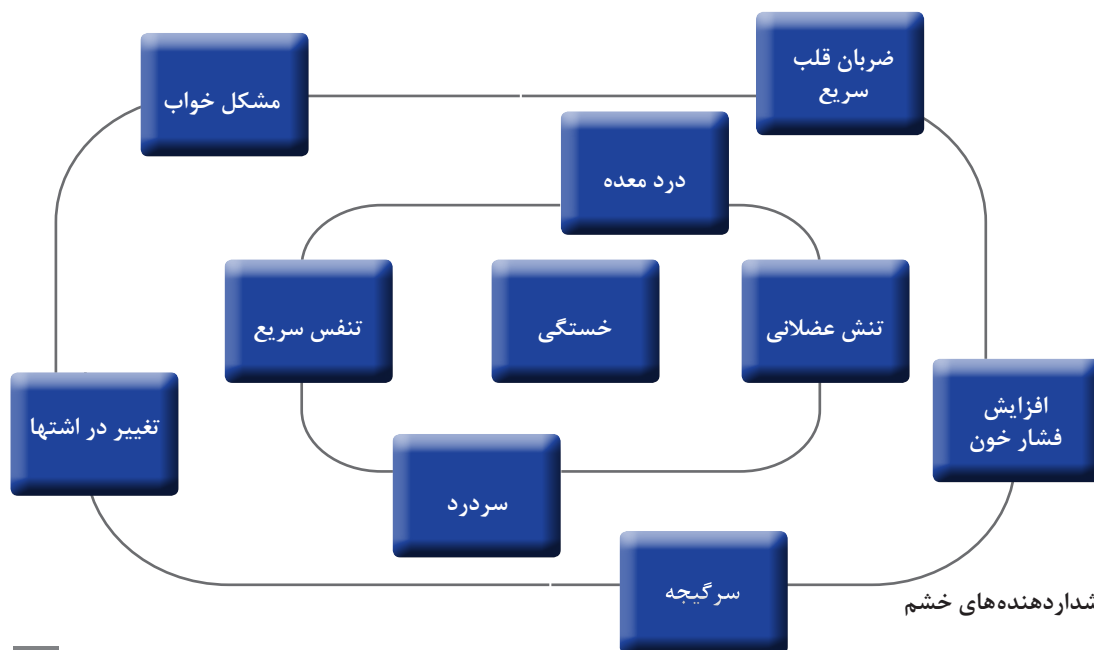 ضربان قلب
سریع
مشکل خواب
درد معده
تنش عضلانی
خستگی
تنفس سریع
افزایش
فشار خون
تغییر در اشتها
سردرد
سرگیجه
شداردهنده‌های خشم